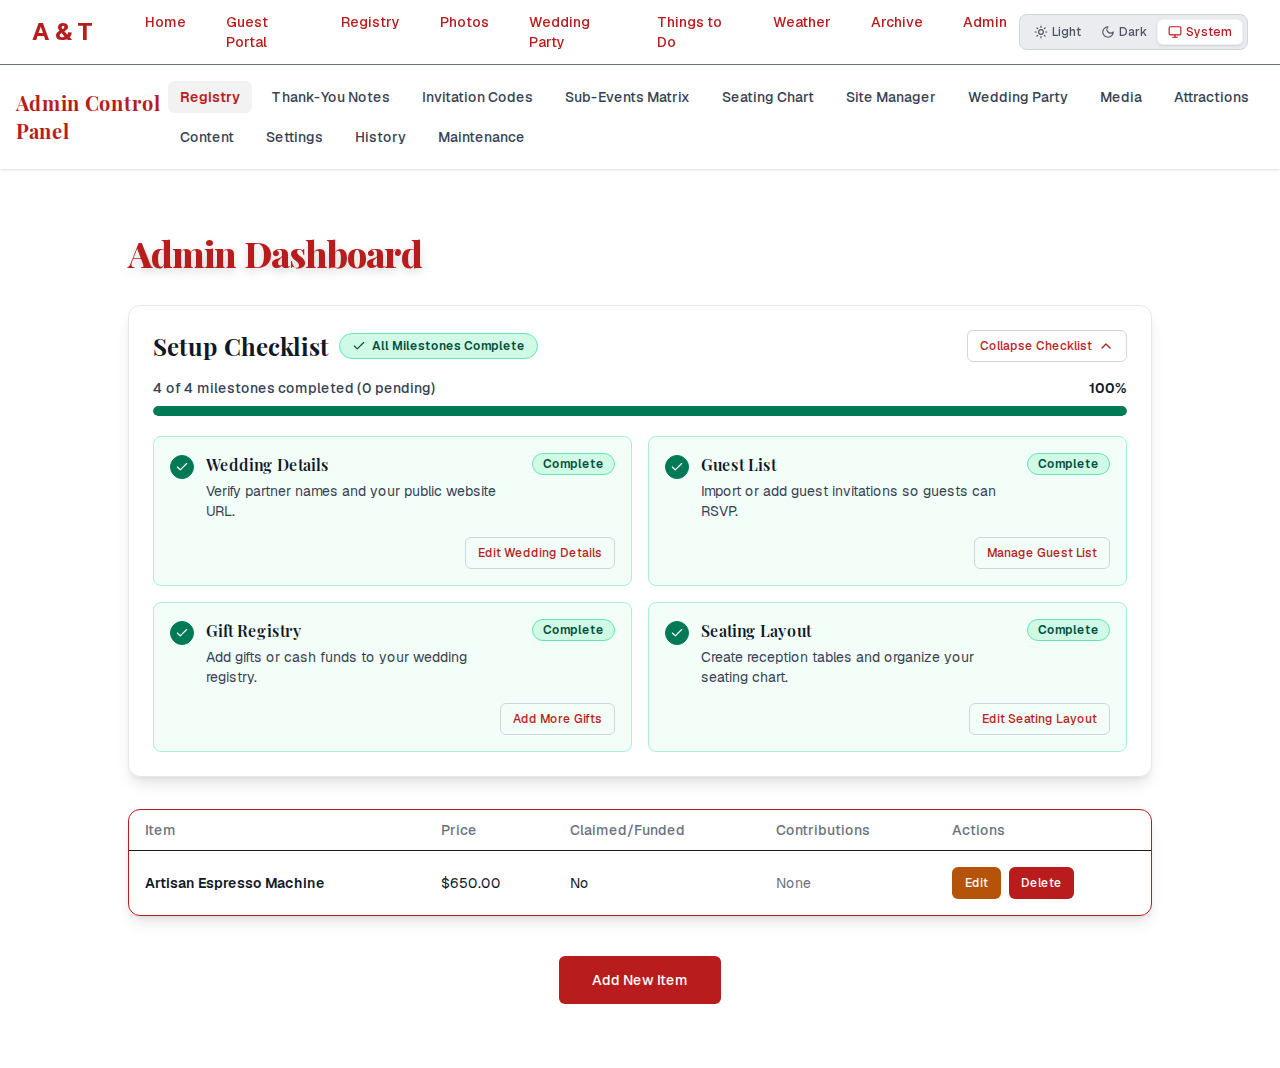 A & T
Home
Guest Portal
Registry
Photos
Wedding Party
Things to Do
Weather
Archive
Admin
Light
Dark
System
Admin Control Panel
Registry
Thank-You Notes
Invitation Codes
Sub-Events Matrix
Seating Chart
Site Manager
Wedding Party
Media
Attractions
Content
Settings
History
Maintenance
Admin Dashboard
Setup Checklist
All Milestones Complete
Collapse Checklist
4 of 4 milestones completed (0 pending)
100%
Wedding Details
Complete
Verify partner names and your public website
URL.
Edit Wedding Details
Guest List
Complete
Import or add guest invitations so guests can
RSVP.
Manage Guest List
Gift Registry
Complete
Add gifts or cash funds to your wedding
registry.
Add More Gifts
Seating Layout
Complete
Create reception tables and organize your
seating chart.
Edit Seating Layout
Item Price Claimed/Funded Contributions Actions
Artisan Espresso Machine $650.00 No None Edit Delete
Add New Item